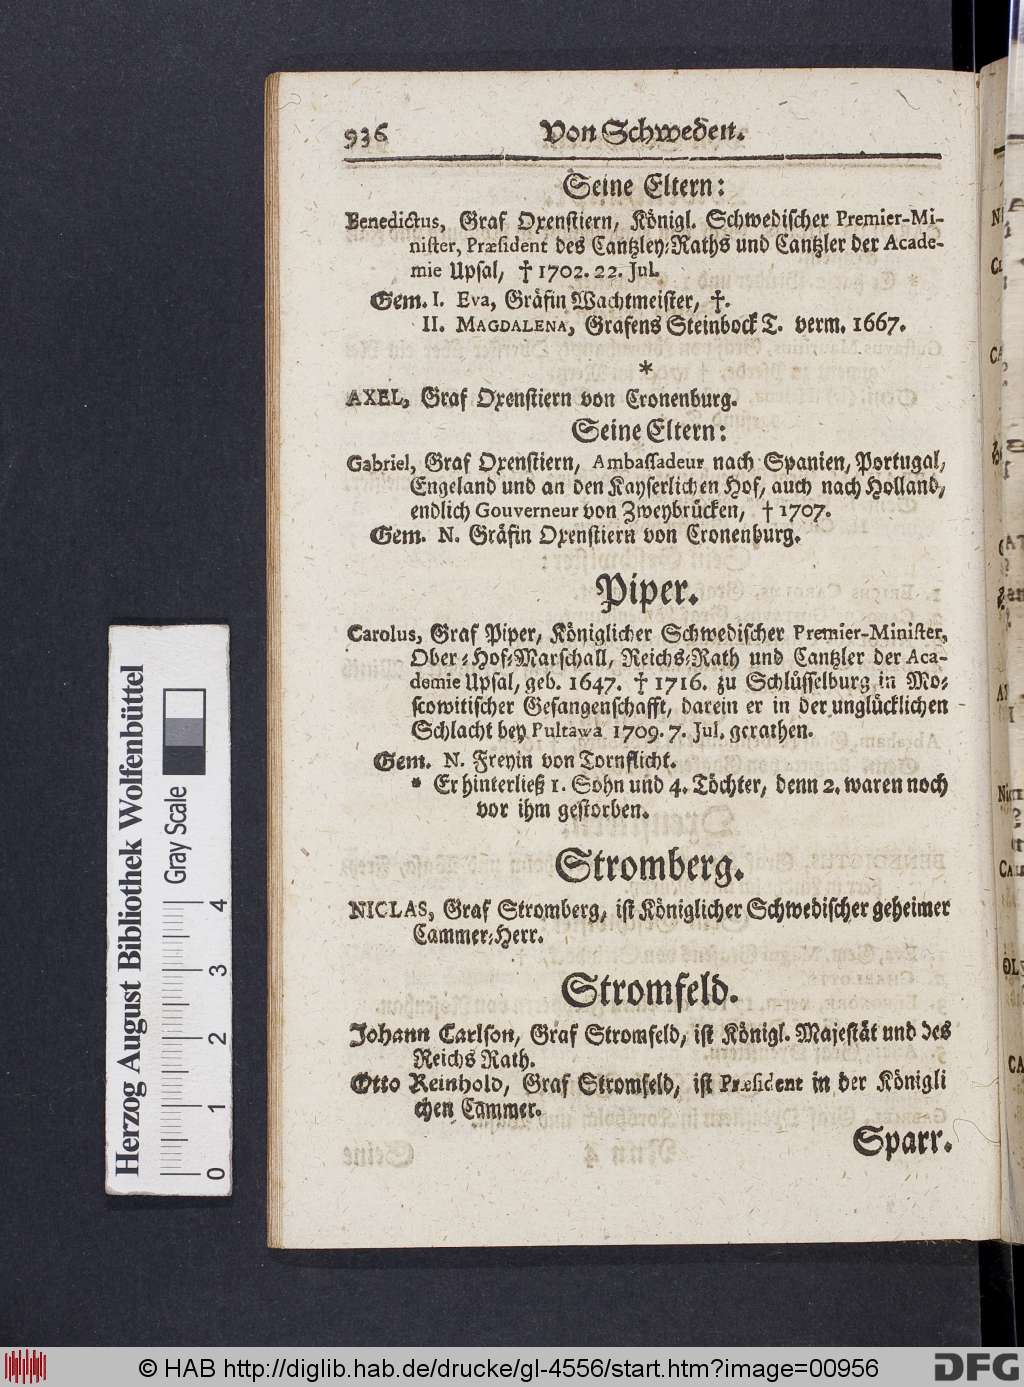 936 Von Schweden.
Seine Eltern:
Benedictus, Graf Oxenstiern, Königl. Schwedischer Premier-Mi-
nister, Præsident des Cantzley-Raths und Cantzler der Acade-
mie Upsal, † 1702. 22. Jul.
Gem. I. Eva, Gräfin Wachtmeister, †.
II. MAGDALENA, Grafens Steinbock T. verm. 1667.
*
AXEL, Graf Oxenstiern von Cronenburg.
Seine Eltern:
Gabriel, Graf Oxenstiern, Ambassadeur nach Spanien, Portugal,
Engeland und an den Kayserlichen Hof, auch nach Holland,
endlich Gouverneur von Zweybrücken, † 1707.
Gem. N. Gräfin Oxenstiern von Cronenburg.
Piper.
Carolus, Graf Piper, Königlicher Schwedischer Premier-Minister,
Ober-Hof-Marschall, Reichs-Rath und Cantzler der Aca-
demie Upsal, geb. 1647. † 1716. zu Schlüsselburg in Mo-
scowitischer Gefangenschafft, darein er in der unglücklichen
Schlacht bey Pultawa 1709. 7. Jul. gerathen.
Gem. N. Freyin von Tornflicht.
* Er hinterließ 1. Sohn und 4. Töchter, denn 2. waren noch
vor ihm gestorben.
Stromberg.
NICLAS, Graf Stromberg, ist Königlicher Schwedischer geheimer
Cammer-Herr.
Stromfeld.
Johann Carlson, Graf Stromfeld, ist Königl. Majestät und des
Reichs Rath.
Otto Reinhold, Graf Stromfeld, ist Præsident in der Königli
chen Cammer.
Sparr.
Herzog August Bibliothek Wolfenbüttel
Gray Scale
0 1 2 3 4
© HAB http://diglib.hab.de/drucke/gl-4556/start.htm?image=00956
DFG